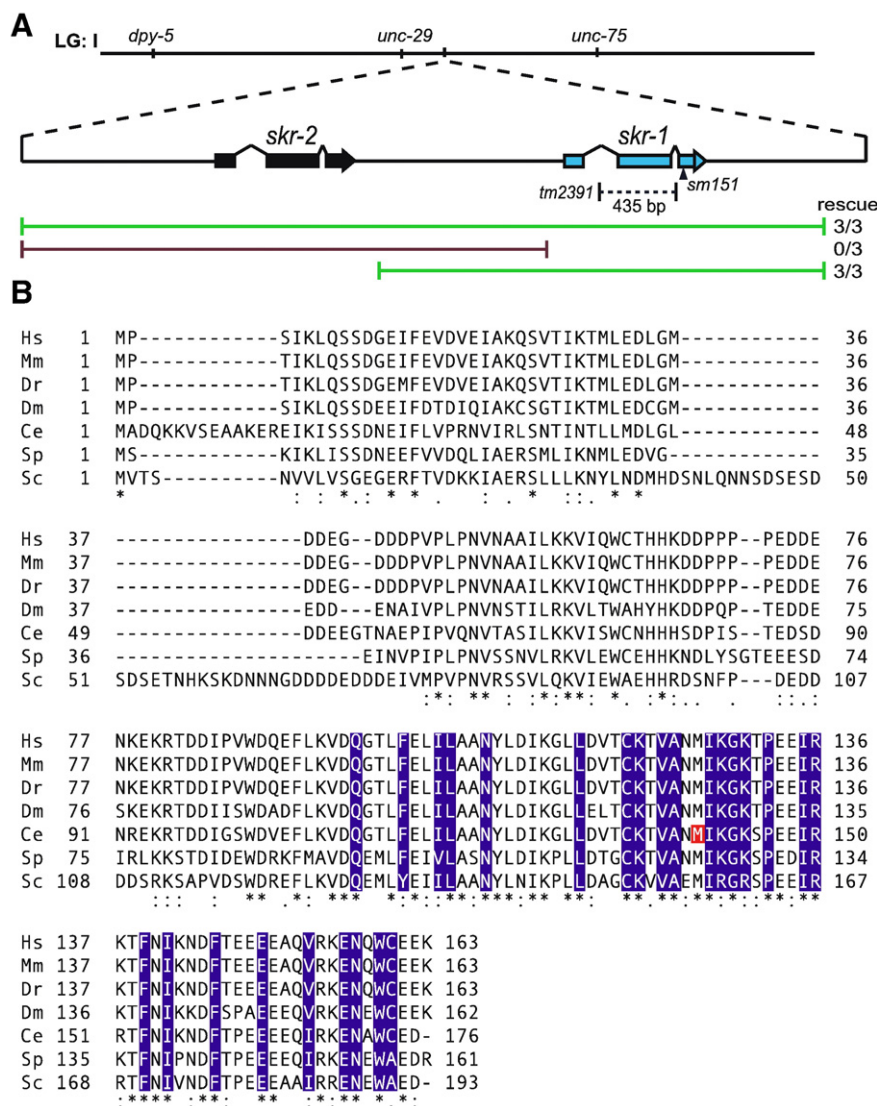 A
LG: I
dpy-5 unc-29 unc-75
skr-2 skr-1
tm2391 435 bp sm151
rescue
3/3
0/3
3/3
B
Hs 1 MP------------SIKLQSSDGEIFEVDVEIAKQSVTIKTMLEDLGM------------ 36
Mm 1 MP------------TIKLQSSDGEIFEVDVEIAKQSVTIKTMLEDLGM------------ 36
Dr 1 MP------------TIKLQSSDGEMFEVDVEIAKQSVTIKTMLEDLGM------------ 36
Dm 1 MP------------SIKLQSSDEEIFDTDIQIAKCSGTIKTMLEDCGM------------ 36
Ce 1 MADQKKVSEAAKEREIKISSSDNEIFLVPRNVIRLSNTINTLLMDLGL------------ 48
Sp 1 MS------------KIKLISSDNEEFVVDQLIAERSMLIKNMLEDVG------------- 35
Sc 1 MVTS----------NVVLVSGEGERFTVDKKIAERSLLLKNYLNDMHDSNLQNNSDSESD 50
* : : *.: * * . : . * ::. * *
Hs 37 ----------------DDEG--DDDPVPLPNVNAAILKKVIQWCTHHKDDPPP--PEDDE 76
Mm 37 ----------------DDEG--DDDPVPLPNVNAAILKKVIQWCTHHKDDPPP--PEDDE 76
Dr 37 ----------------DDEG--DDDPVPLPNVNAAILKKVIQWCTHHKDDPPP--PEDDE 76
Dm 37 ----------------EDD---ENAIVPLPNVNSTILRKVLTWAHYHKDDPQP--TEDDE 75
Ce 49 ----------------DDEEGTNAEPIPVQNVTASILKKVISWCNHHHSDPIS--TEDSD 90
Sp 36 ---------------------EINVPIPLPNVSSNVLRKVLEWCEHHKNDLYSGTEEESD 74
Sc 51 SDSETNHKSKDNNNGDDDDEDDDEIVMPVPNVRSSVLQKVIEWAEHHRDSNFP---DEDD 107
:*: ** : :*:**: *. :*:.. . :..:
Hs 77 NKEKRTDDIPVWDQEFLKVDQGTLFELILAANYLDIKGLLDVTCKTVANMIKGKTPEEIR 136
Mm 77 NKEKRTDDIPVWDQEFLKVDQGTLFELILAANYLDIKGLLDVTCKTVANMIKGKTPEEIR 136
Dr 77 NKEKRTDDIPVWDQEFLKVDQGTLFELILAANYLDIKGLLDVTCKTVANMIKGKTPEEIR 136
Dm 76 SKEKRTDDIISWDADFLKVDQGTLFELILAANYLDIKGLLELTCKTVANMIKGKTPEEIR 135
Ce 91 NREKRTDDIGSWDVEFLKVDQGTLFELILAANYLDIKGLLDVTCKTVANMIKGKSPEEIR 150
Sp 75 IRLKKSTDIDEWDRKFMAVDQEMLFEIVLASNYLDIKPLLDTGCKTVANMIKGKSPEEIR 134
Sc 108 DDSRKSAPVDSWDREFLKVDQEMLYEIILAANYLNIKPLLDAGCKVVAEMIRGRSPEEIR 167
::: : ** .*: *** *:*::**:***:** **: **.**:**:*::*****
Hs 137 KTFNIKNDFTEEEEAQVRKENQWCEEK 163
Mm 137 KTFNIKNDFTEEEEAQVRKENQWCEEK 163
Dr 137 KTFNIKNDFTEEEEAQVRKENQWCEEK 163
Dm 136 KTFNIKKDFSPAEEEQVRKENEWCEEK 162
Ce 151 RTFNIKNDFTPEEEEQIRKENAWCED- 176
Sp 135 KTFNIPNDFTPEEEEQIRKENEWAEDR 161
Sc 168 RTFNIVNDFTPEEEAAIRRENEWAED- 193
:**** :**: ** :*:** *.*: